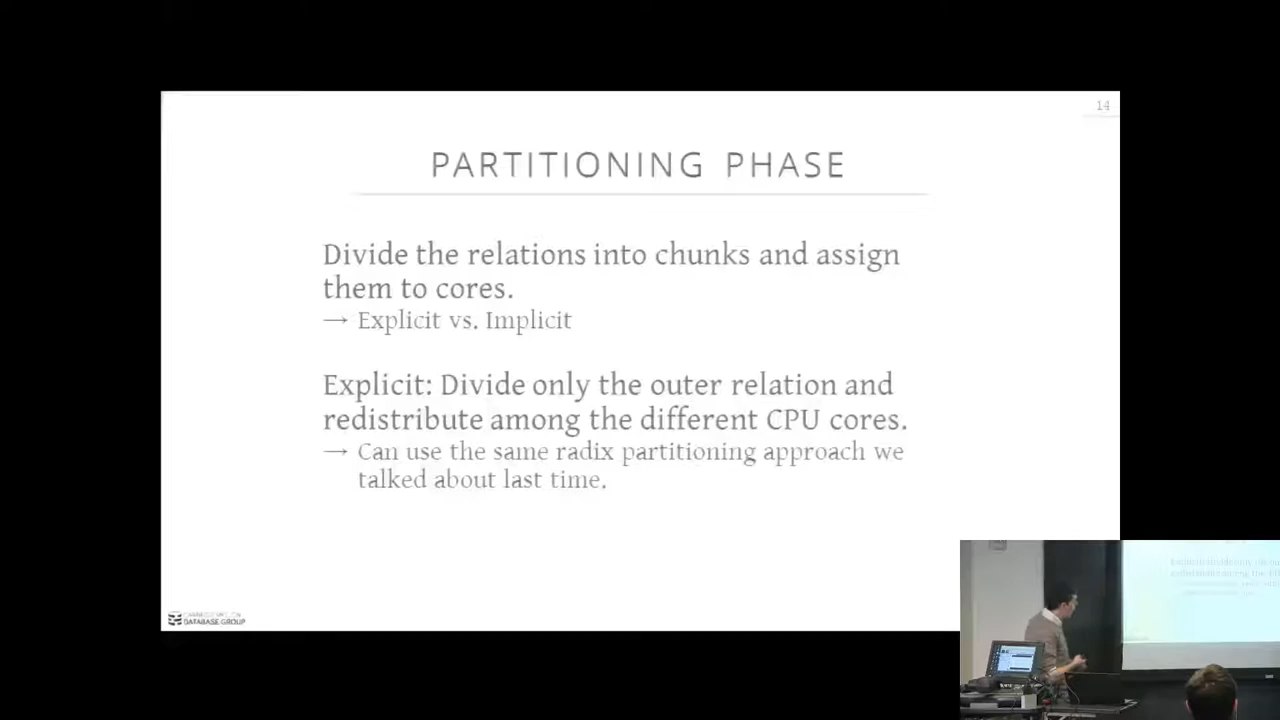 14
PARTITIONING PHASE
Divide the relations into chunks and assign
them to cores.
→ Explicit vs. Implicit
Explicit: Divide only the outer relation and
redistribute among the different CPU cores.
→ Can use the same radix partitioning approach we
talked about last time.
DATABASE GROUP